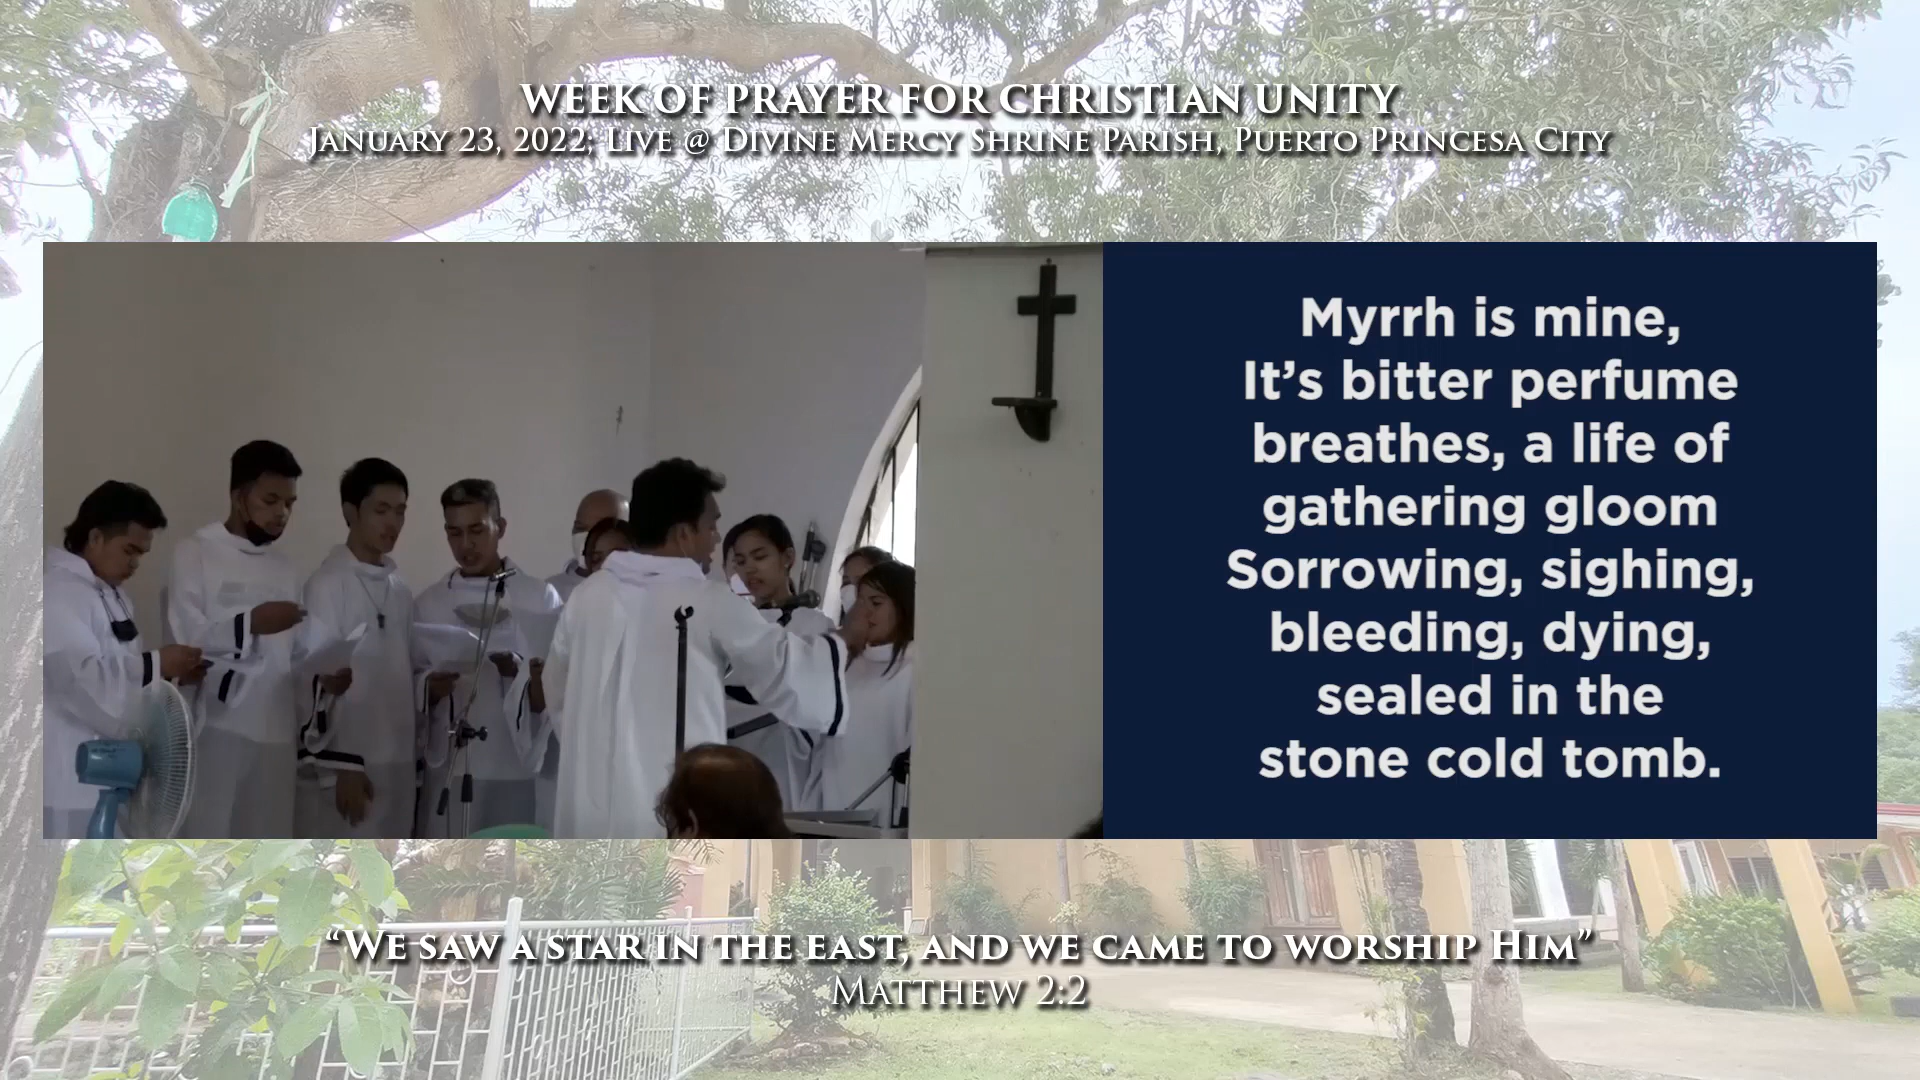 WEEK OF PRAYER FOR CHRISTIAN UNITY
January 23, 2022; Live @ Divine Mercy Shrine Parish, Puerto Princesa City
Myrrh is mine,
It's bitter perfume
breathes, a life of
gathering gloom
Sorrowing, sighing,
bleeding, dying,
sealed in the
stone cold tomb.
“We saw a star in the east, and we came to worship Him”
Matthew 2:2